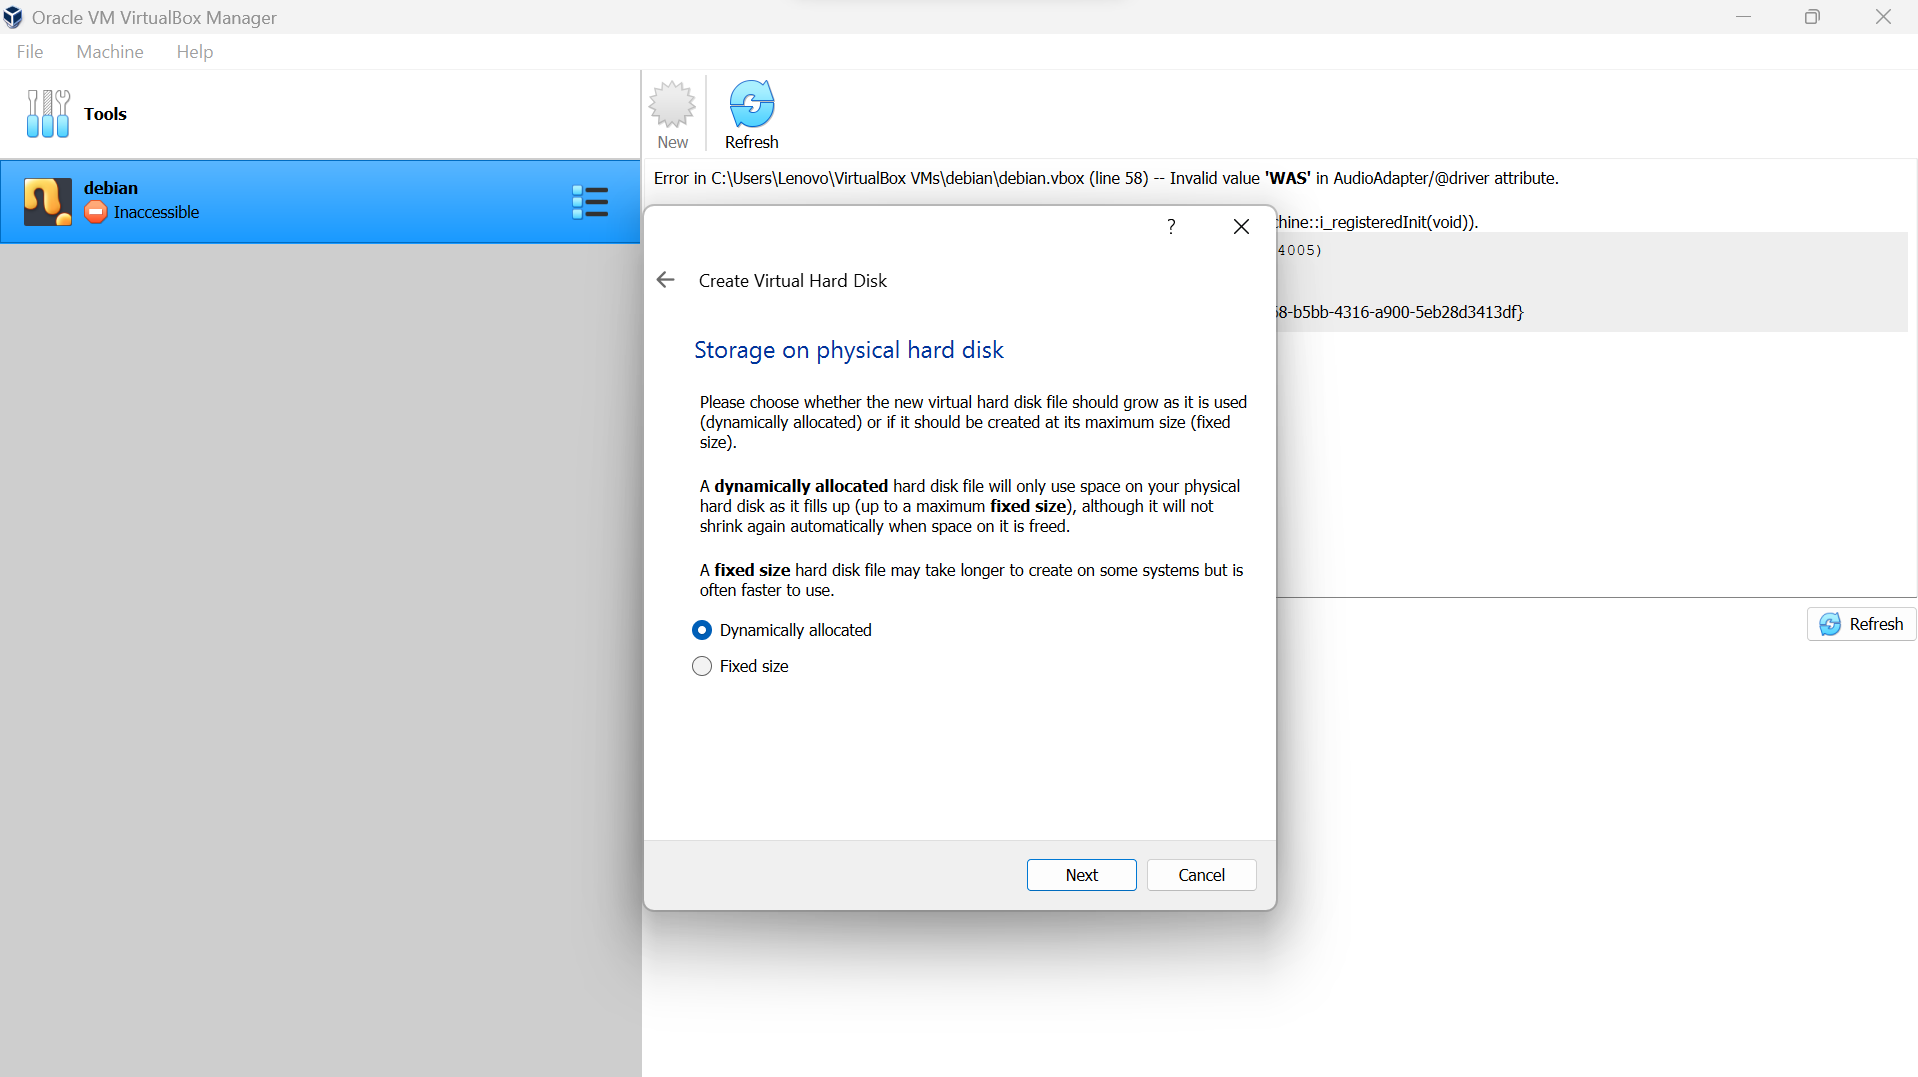 Oracle VM VirtualBox Manager
File Machine Help
Tools
New
Refresh
debian
Inaccessible
Error in C:\Users\Lenovo\VirtualBox VMs\debian\debian.vbox (line 58) -- Invalid value 'WAS' in AudioAdapter/@driver attribute.
hine::i_registeredInit(void)).
4005)
8-b5bb-4316-a900-5eb28d3413df}
?
Create Virtual Hard Disk
Storage on physical hard disk
Please choose whether the new virtual hard disk file should grow as it is used
(dynamically allocated) or if it should be created at its maximum size (fixed
size).
A dynamically allocated hard disk file will only use space on your physical
hard disk as it fills up (up to a maximum fixed size), although it will not
shrink again automatically when space on it is freed.
A fixed size hard disk file may take longer to create on some systems but is
often faster to use.
Dynamically allocated
Fixed size
Next
Cancel
Refresh